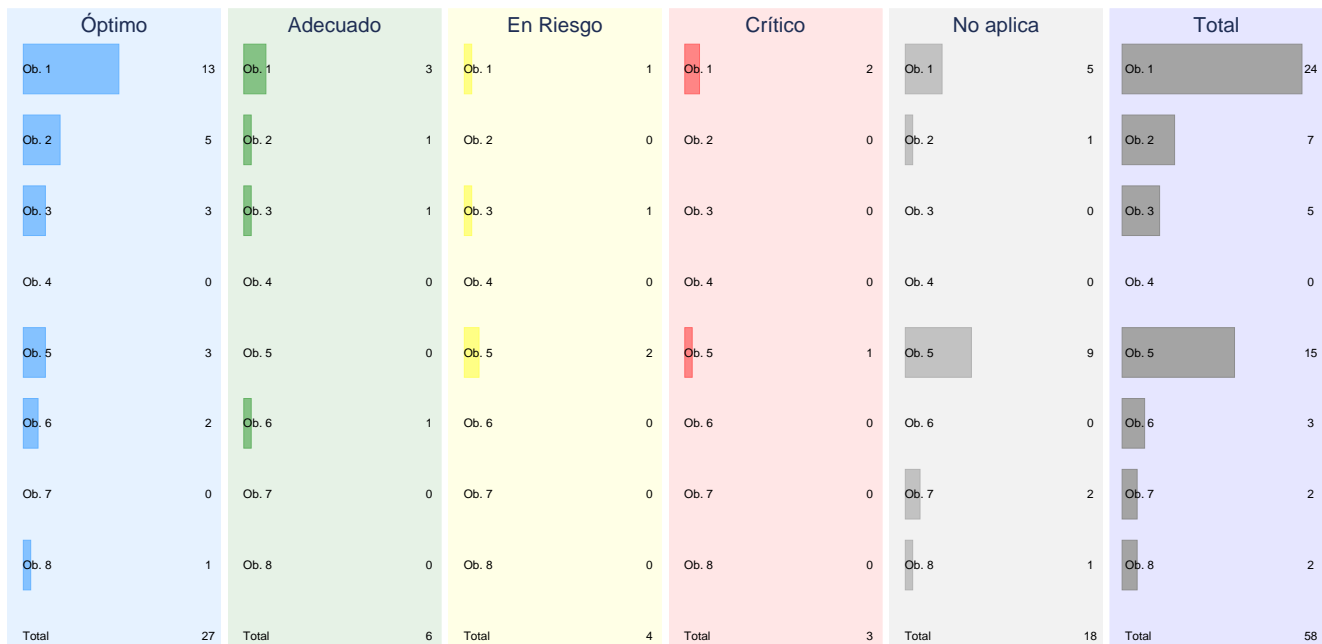 Óptimo Adecuado En Riesgo Crítico No aplica Total
Ob. 1 13 Ob. 1 3 Ob. 1 1 Ob. 1 2 Ob. 1 5 Ob. 1 24
Ob. 2 5 Ob. 2 1 Ob. 2 0 Ob. 2 0 Ob. 2 1 Ob. 2 7
Ob. 3 3 Ob. 3 1 Ob. 3 1 Ob. 3 0 Ob. 3 0 Ob. 3 5
Ob. 4 0 Ob. 4 0 Ob. 4 0 Ob. 4 0 Ob. 4 0 Ob. 4 0
Ob. 5 3 Ob. 5 0 Ob. 5 2 Ob. 5 1 Ob. 5 9 Ob. 5 15
Ob. 6 2 Ob. 6 1 Ob. 6 0 Ob. 6 0 Ob. 6 0 Ob. 6 3
Ob. 7 0 Ob. 7 0 Ob. 7 0 Ob. 7 0 Ob. 7 2 Ob. 7 2
Ob. 8 1 Ob. 8 0 Ob. 8 0 Ob. 8 0 Ob. 8 1 Ob. 8 2
Total 27 Total 6 Total 4 Total 3 Total 18 Total 58